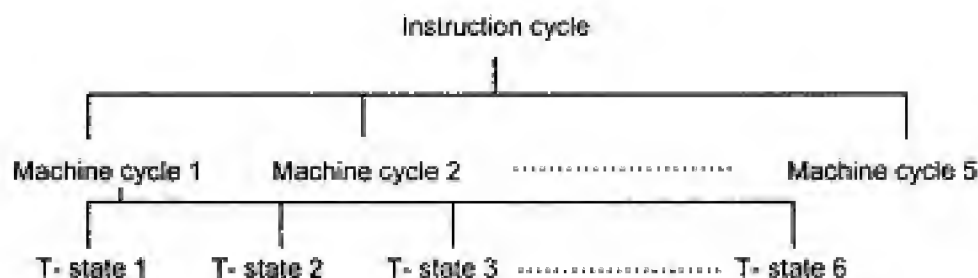 Instruction cycle
Machine cycle 1 Machine cycle 2 .................... Machine cycle 5
T- state 1 T- state 2 T- state 3 .................... T- state 6